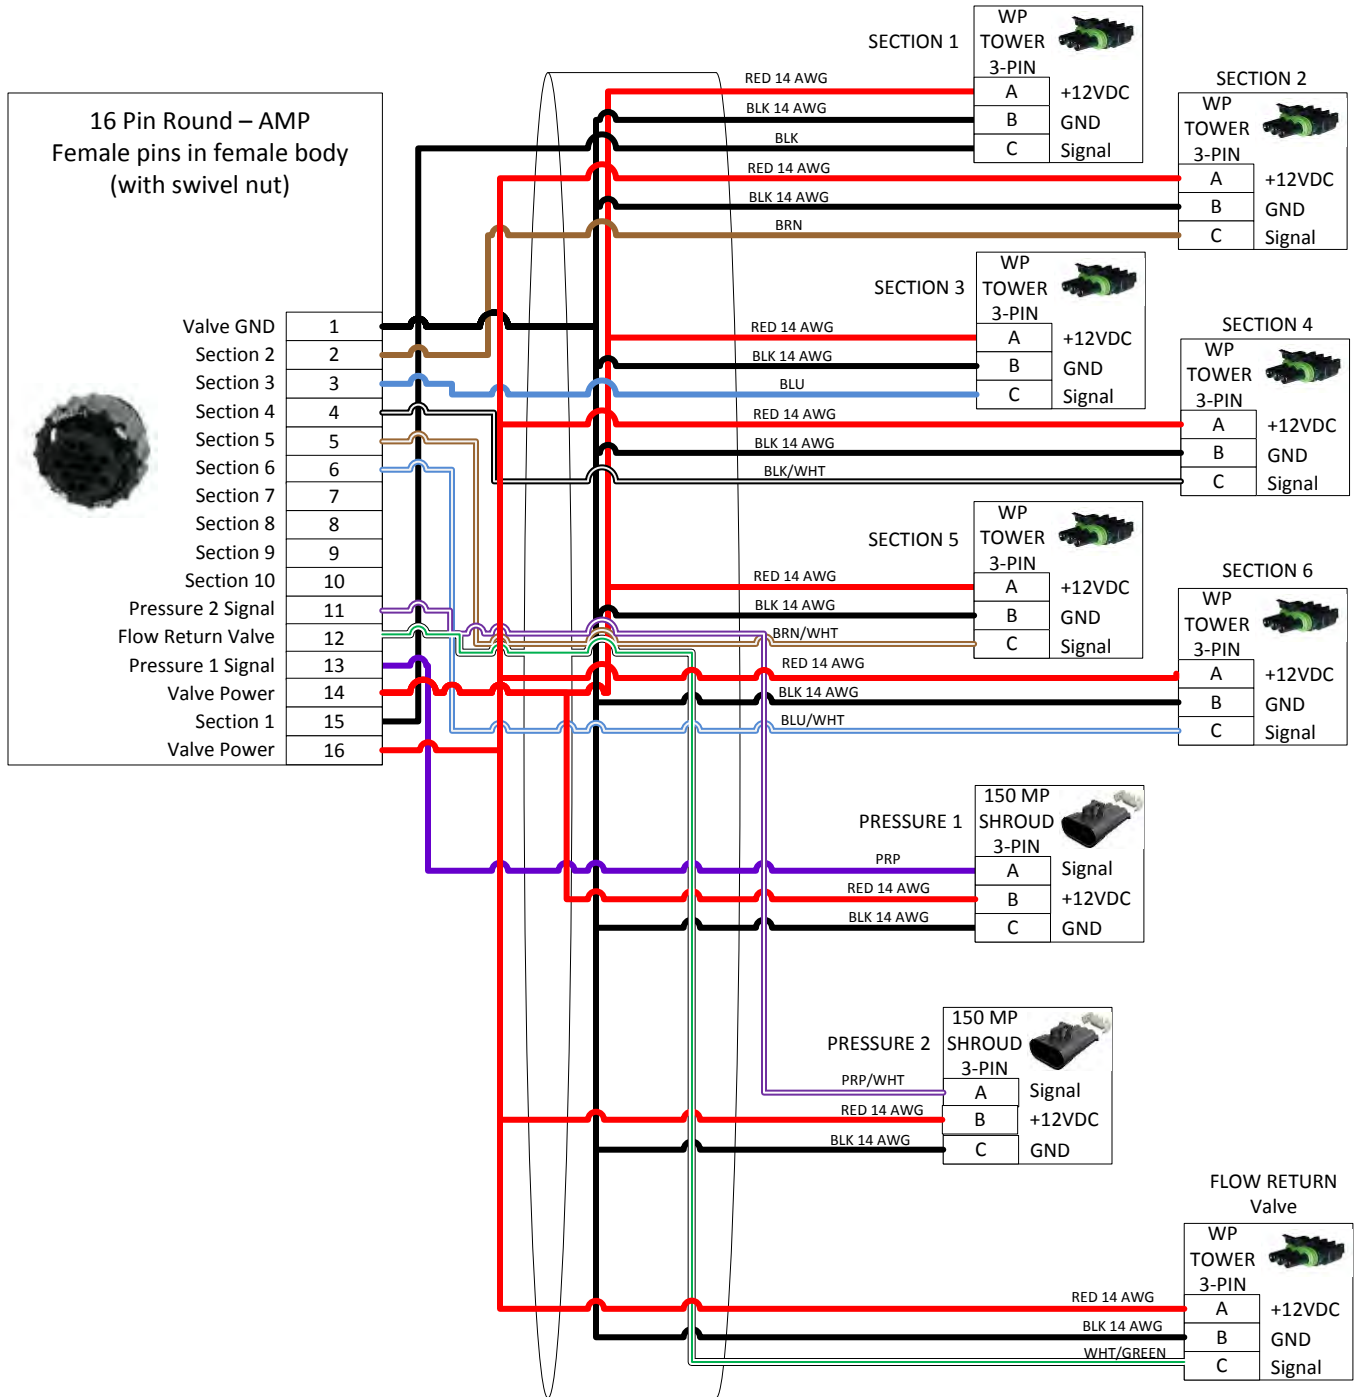 16 Pin Round – AMP
Female pins in female body
(with swivel nut)
Valve GND 1
Section 2 2
Section 3 3
Section 4 4
Section 5 5
Section 6 6
Section 7 7
Section 8 8
Section 9 9
Section 10 10
Pressure 2 Signal 11
Flow Return Valve 12
Pressure 1 Signal 13
Valve Power 14
Section 1 15
Valve Power 16
SECTION 1
WP
TOWER
3-PIN
RED 14 AWG A +12VDC
BLK 14 AWG B GND
BLK C Signal
SECTION 2
WP
TOWER
3-PIN
RED 14 AWG A +12VDC
BLK 14 AWG B GND
BRN C Signal
SECTION 3
WP
TOWER
3-PIN
RED 14 AWG A +12VDC
BLK 14 AWG B GND
BLU C Signal
SECTION 4
WP
TOWER
3-PIN
RED 14 AWG A +12VDC
BLK 14 AWG B GND
BLK/WHT C Signal
SECTION 5
WP
TOWER
3-PIN
RED 14 AWG A +12VDC
BLK 14 AWG B GND
BRN/WHT C Signal
SECTION 6
WP
TOWER
3-PIN
RED 14 AWG A +12VDC
BLK 14 AWG B GND
BLU/WHT C Signal
PRESSURE 1
150 MP
SHROUD
3-PIN
PRP A Signal
RED 14 AWG B +12VDC
BLK 14 AWG C GND
PRESSURE 2
150 MP
SHROUD
3-PIN
PRP/WHT A Signal
RED 14 AWG B +12VDC
BLK 14 AWG C GND
FLOW RETURN
Valve
WP
TOWER
3-PIN
RED 14 AWG A +12VDC
BLK 14 AWG B GND
WHT/GREEN C Signal